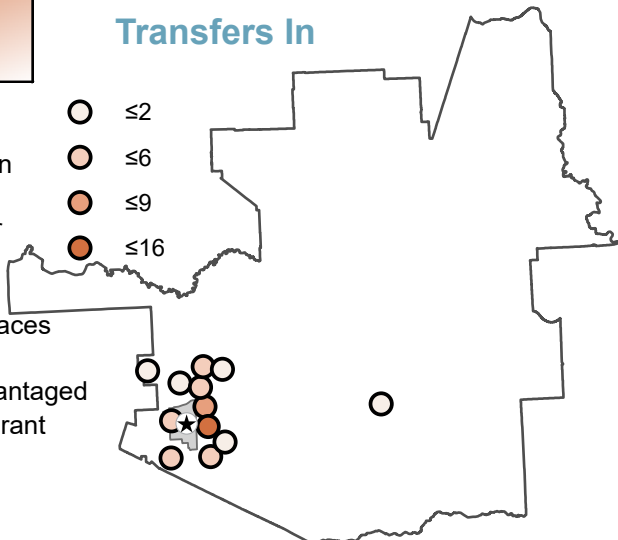 Transfers In
≤2
≤6
≤9
≤16
n
aces
antaged
rant